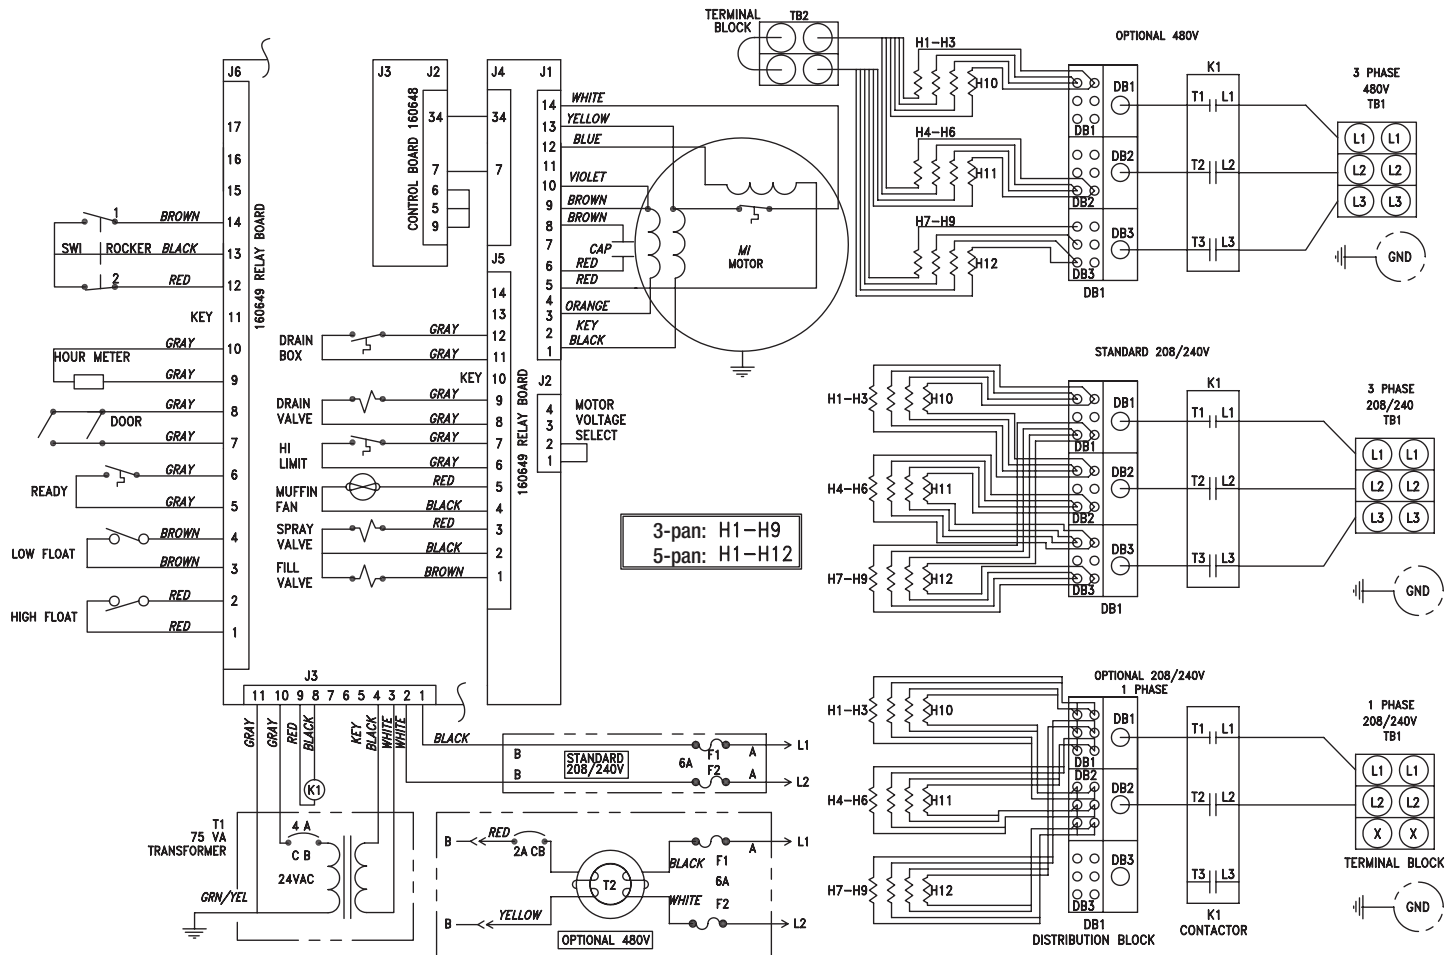 J6
17
16
15
14
13
12
11
10
9
8
7
6
5
4
3
2
1
160649 RELAY BOARD
1
BROWN
SW1 ROCKER BLACK
2
RED
KEY
GRAY
HOUR METER
GRAY
GRAY
DOOR
GRAY
GRAY
READY
GRAY
BROWN
LOW FLOAT
BROWN
RED
HIGH FLOAT
RED
J3 J2
CONTROL BOARD 160648
34
7
6
5
9
J4 J1
34
7
14
13
12
11
10
9
8
7
6
5
4
3
2
1
WHITE
YELLOW
BLUE
VIOLET
BROWN
BROWN
CAP
RED
RED
ORANGE
KEY
BLACK
MI
MOTOR
J5
14
13
12
11
KEY 10
9
8
7
6
5
4
3
2
1
160649 RELAY BOARD
J2
4
3
2
1
MOTOR
VOLTAGE
SELECT
DRAIN
BOX
GRAY
GRAY
DRAIN
VALVE
GRAY
GRAY
HI
LIMIT
GRAY
GRAY
MUFFIN
FAN
RED
BLACK
SPRAY
VALVE
RED
BLACK
FILL
VALVE
BROWN
3-pan: H1-H9
5-pan: H1-H12
J3
11 10 9 8 7 6 5 4 3 2 1
GRAY
GRAY
RED
BLACK
KEY
BLACK
WHITE
WHITE
BLACK
K1
T1
75 VA
TRANSFORMER
4 A
C B
24VAC
GRN/YEL
B
B
STANDARD
208/240V
F1
6A
F2
A
A
L1
L2
B
RED
2A CB
T2
BLACK
F1
A
L1
6A
WHITE
F2
L2
B
YELLOW
OPTIONAL 480V
TERMINAL
BLOCK
TB2
OPTIONAL 480V
H1-H3
H10
H4-H6
H11
H7-H9
H12
DB1
DB1
DB2
DB2
DB3
DB3
DB1
K1
T1 L1
T2 L2
T3 L3
3 PHASE
480V
TB1
L1 L1
L2 L2
L3 L3
GND
STANDARD 208/240V
H1-H3
H10
H4-H6
H11
H7-H9
H12
DB1
DB1
DB2
DB2
DB3
DB3
DB1
K1
T1 L1
T2 L2
T3 L3
3 PHASE
208/240
TB1
L1 L1
L2 L2
L3 L3
GND
OPTIONAL 208/240V
1 PHASE
H1-H3
H10
H4-H6
H11
H7-H9
H12
DB1
DB1
DB2
DB2
DB3
DB3
DB1
DISTRIBUTION BLOCK
T1 L1
T2 L2
T3 L3
K1
CONTACTOR
1 PHASE
208/240V
TB1
L1 L1
L2 L2
X X
TERMINAL BLOCK
GND